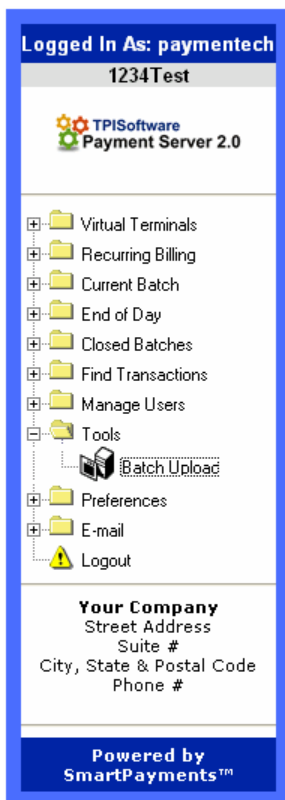 Logged In As: paymentech
1234Test
TPISoftware
Payment Server 2.0
Virtual Terminals
Recurring Billing
Current Batch
End of Day
Closed Batches
Find Transactions
Manage Users
Tools
Batch Upload
Preferences
E-mail
Logout
Your Company
Street Address
Suite #
City, State & Postal Code
Phone #
Powered by
SmartPayments™